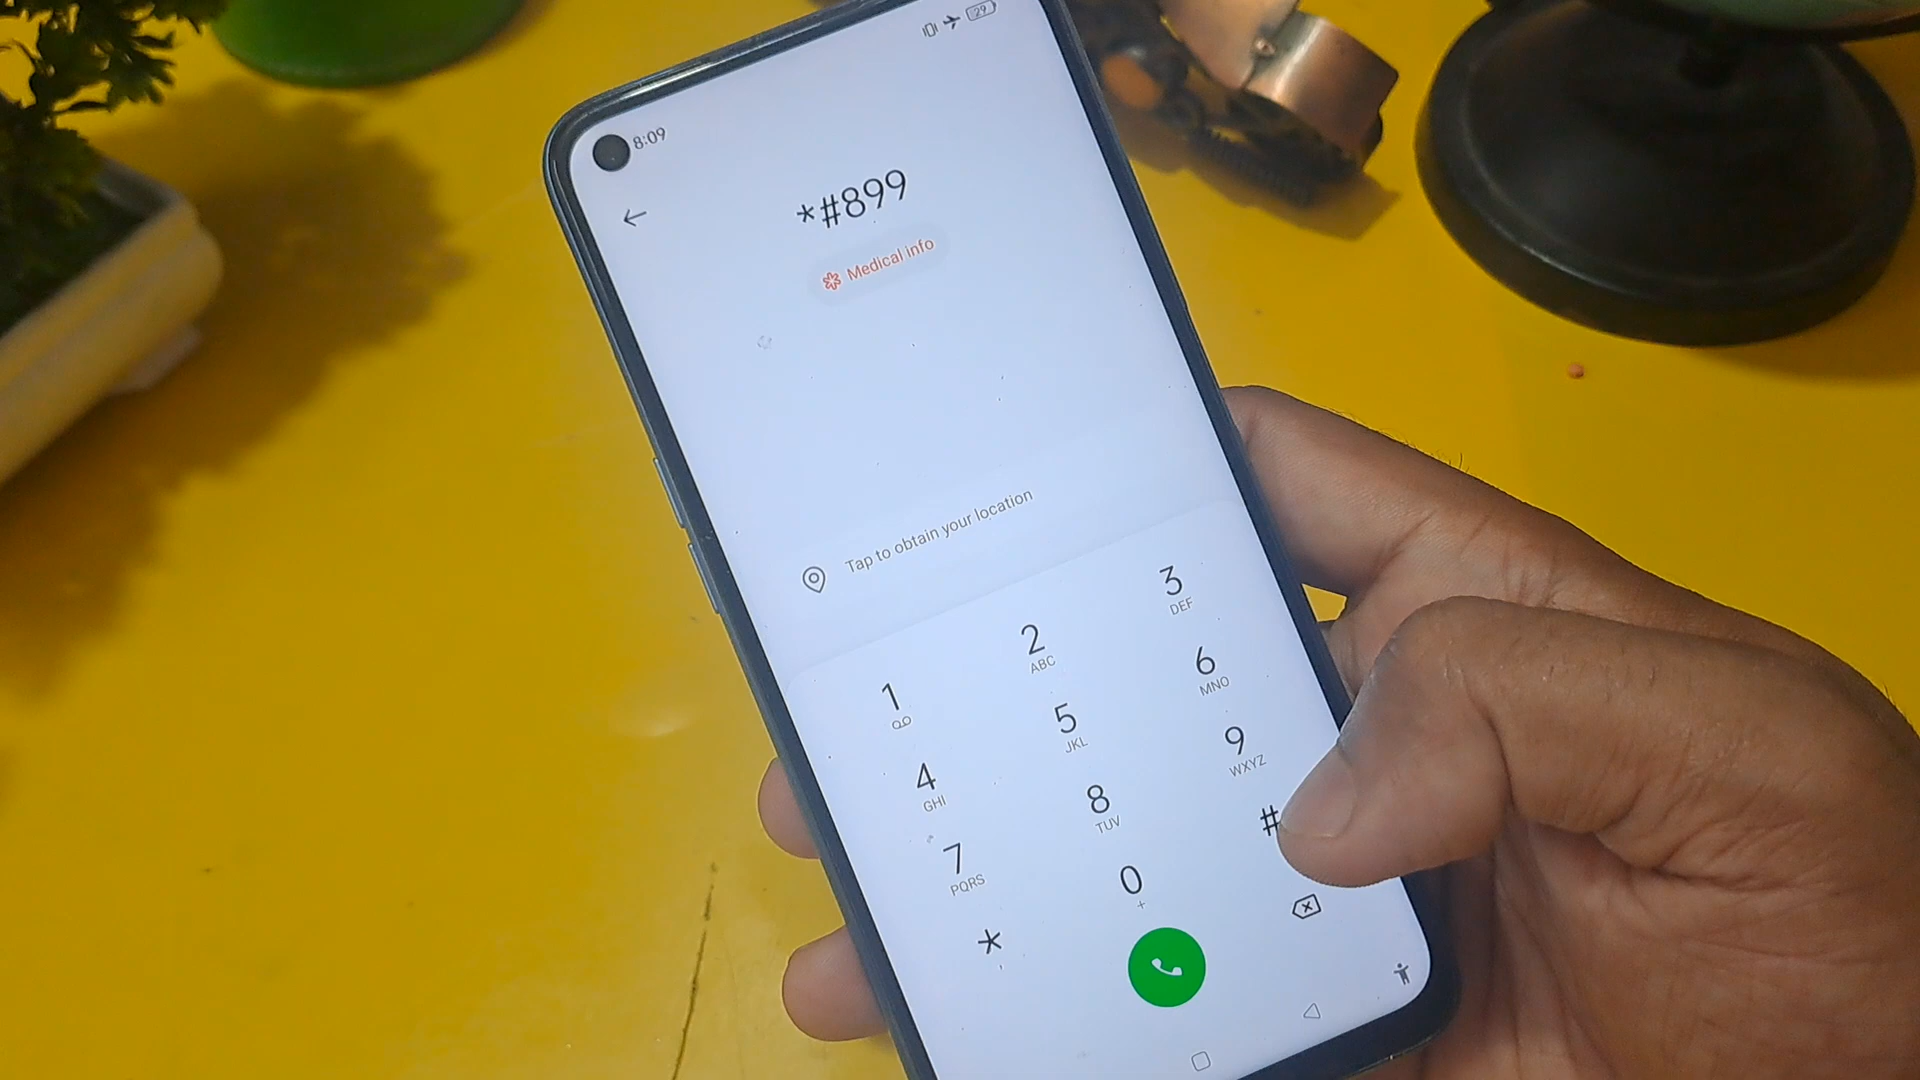 29
8:09
*#899
Medical info
Tap to obtain your location
1
2 ABC
3 DEF
4 GHI
5 JKL
6 MNO
7 PQRS
8 TUV
9 WXYZ
*
0 +
#